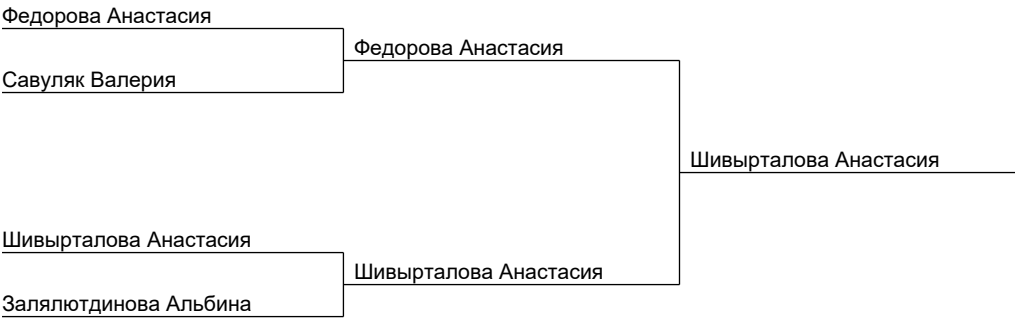 Федорова Анастасия
Федорова Анастасия
Савуляк Валерия
Шивырталова Анастасия
Шивырталова Анастасия
Шивырталова Анастасия
Залялютдинова Альбина